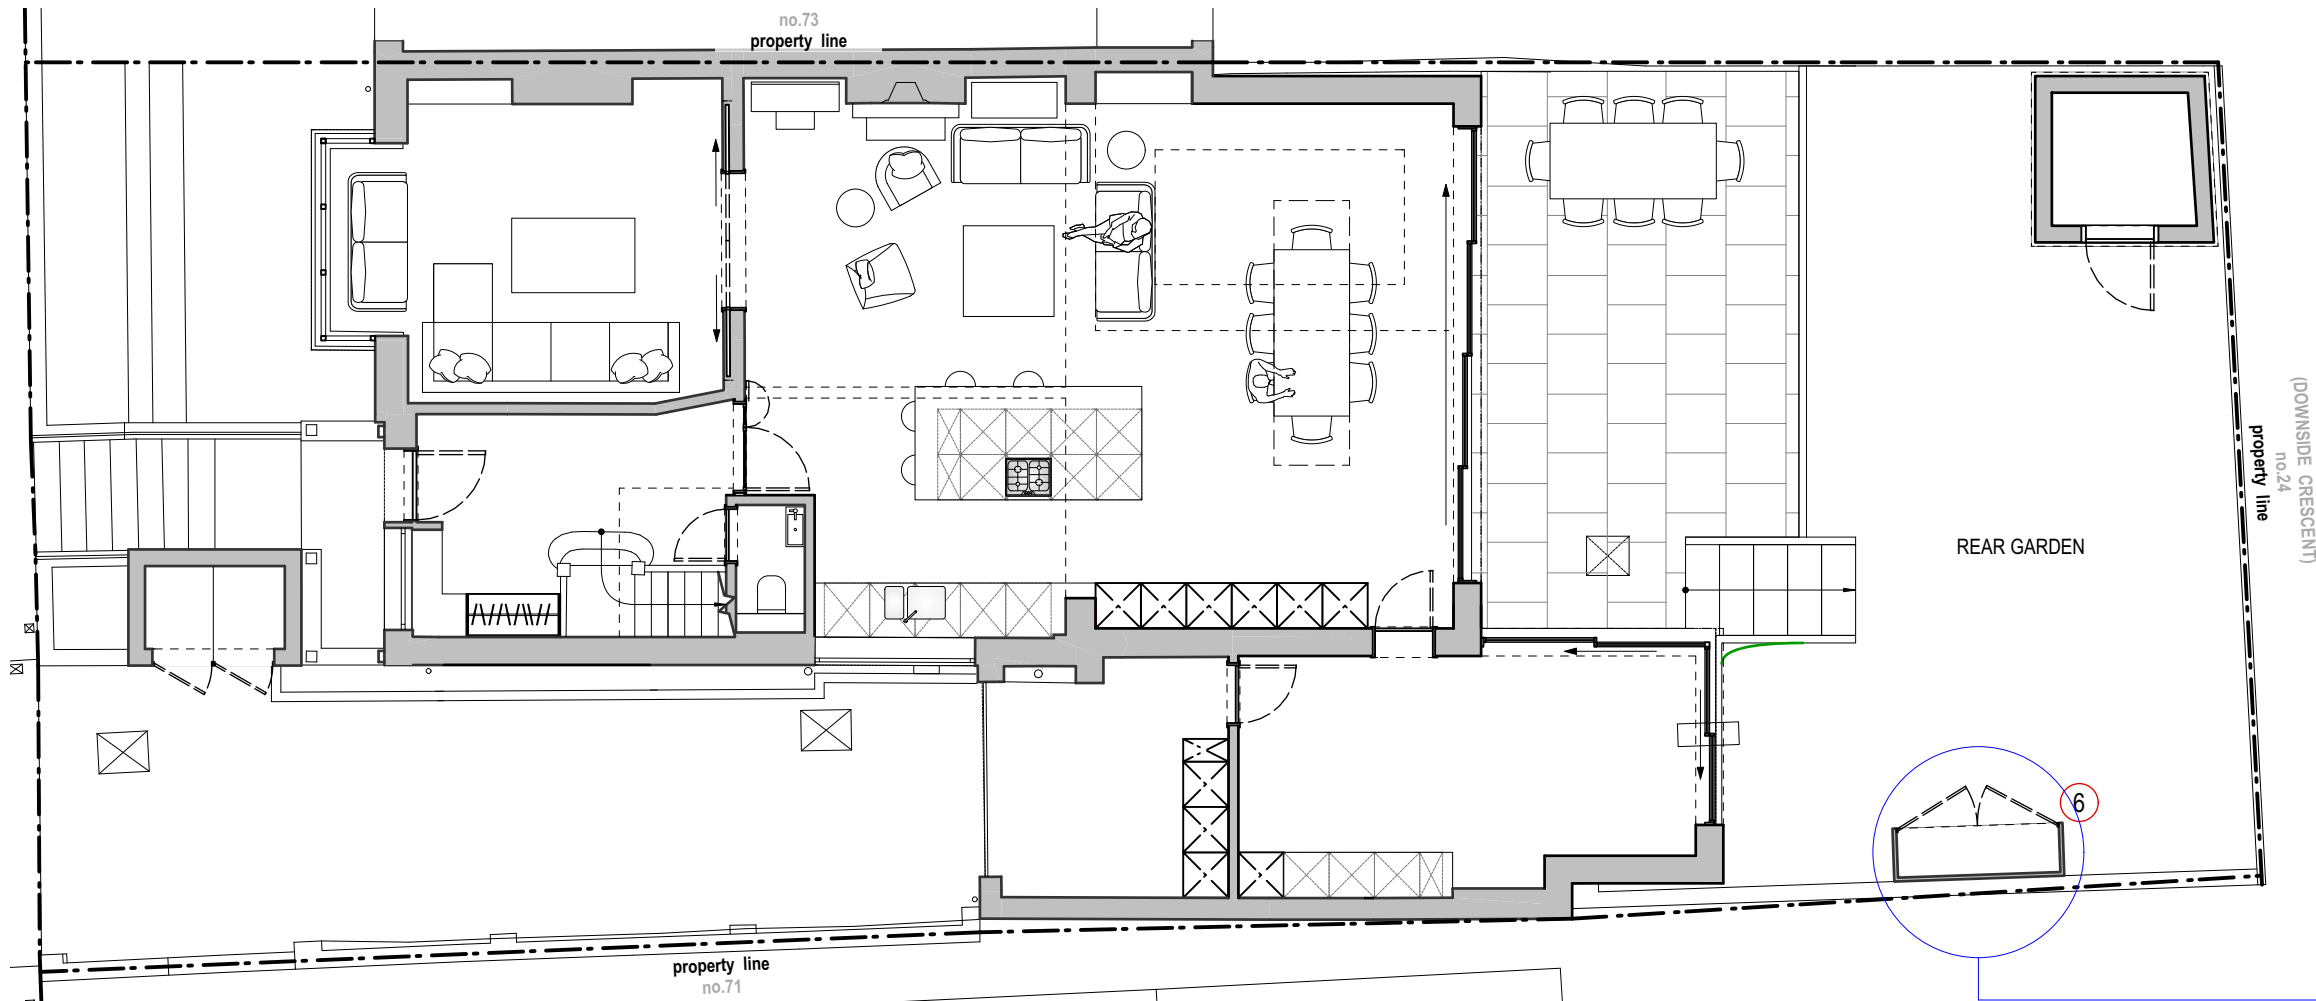 no.73
property line
(DOWNSIDE CRESCENT)
no.24
property line
REAR GARDEN
6
property line
no.71